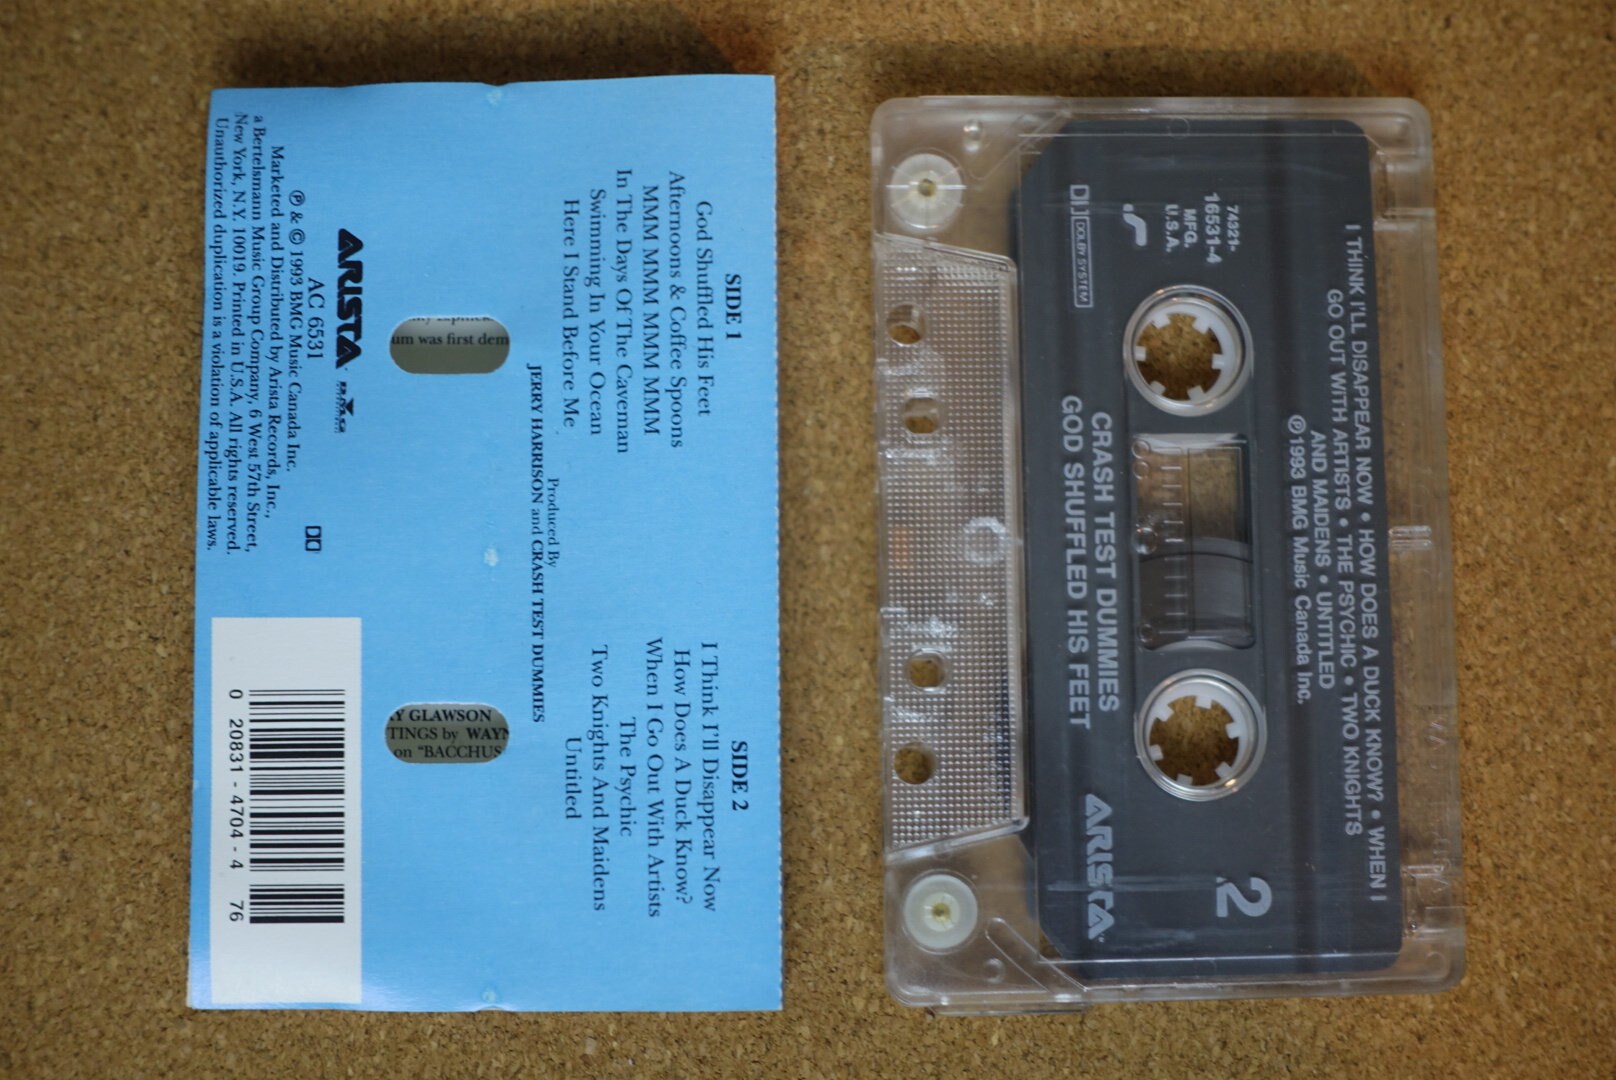 SIDE 1
God Shuffled His Feet
Afternoons & Coffee Spoons
MMM MMM MMM MMM
In The Days Of The Caveman
Swimming In Your Ocean
Here I Stand Before Me
SIDE 2
I Think I'll Disappear Now
How Does A Duck Know?
When I Go Out With Artists
The Psychic
Two Knights And Maidens
Untitled
Produced By
JERRY HARRISON and CRASH TEST DUMMIES
um was first dem
Y GLAWSON
TINGS by WAYN
on "BACCHUS
ARISTA
AC 6531
℗ & © 1993 BMG Music Canada Inc.
Marketed and Distributed by Arista Records, Inc.,
a Bertelsmann Music Group Company, 6 West 57th Street,
New York, N.Y. 10019. Printed in U.S.A. All rights reserved.
Unauthorized duplication is a violation of applicable laws.
0 20831 - 4704 - 4 76
I THINK I'LL DISAPPEAR NOW • HOW DOES A DUCK KNOW? • WHEN I
GO OUT WITH ARTISTS • THE PSYCHIC • TWO KNIGHTS
AND MAIDENS • UNTITLED
℗1993 BMG Music Canada Inc.
74321-
16531-4
MFG.
U.S.A.
2
DOLBY SYSTEM
CRASH TEST DUMMIES
GOD SHUFFLED HIS FEET
ARISTA